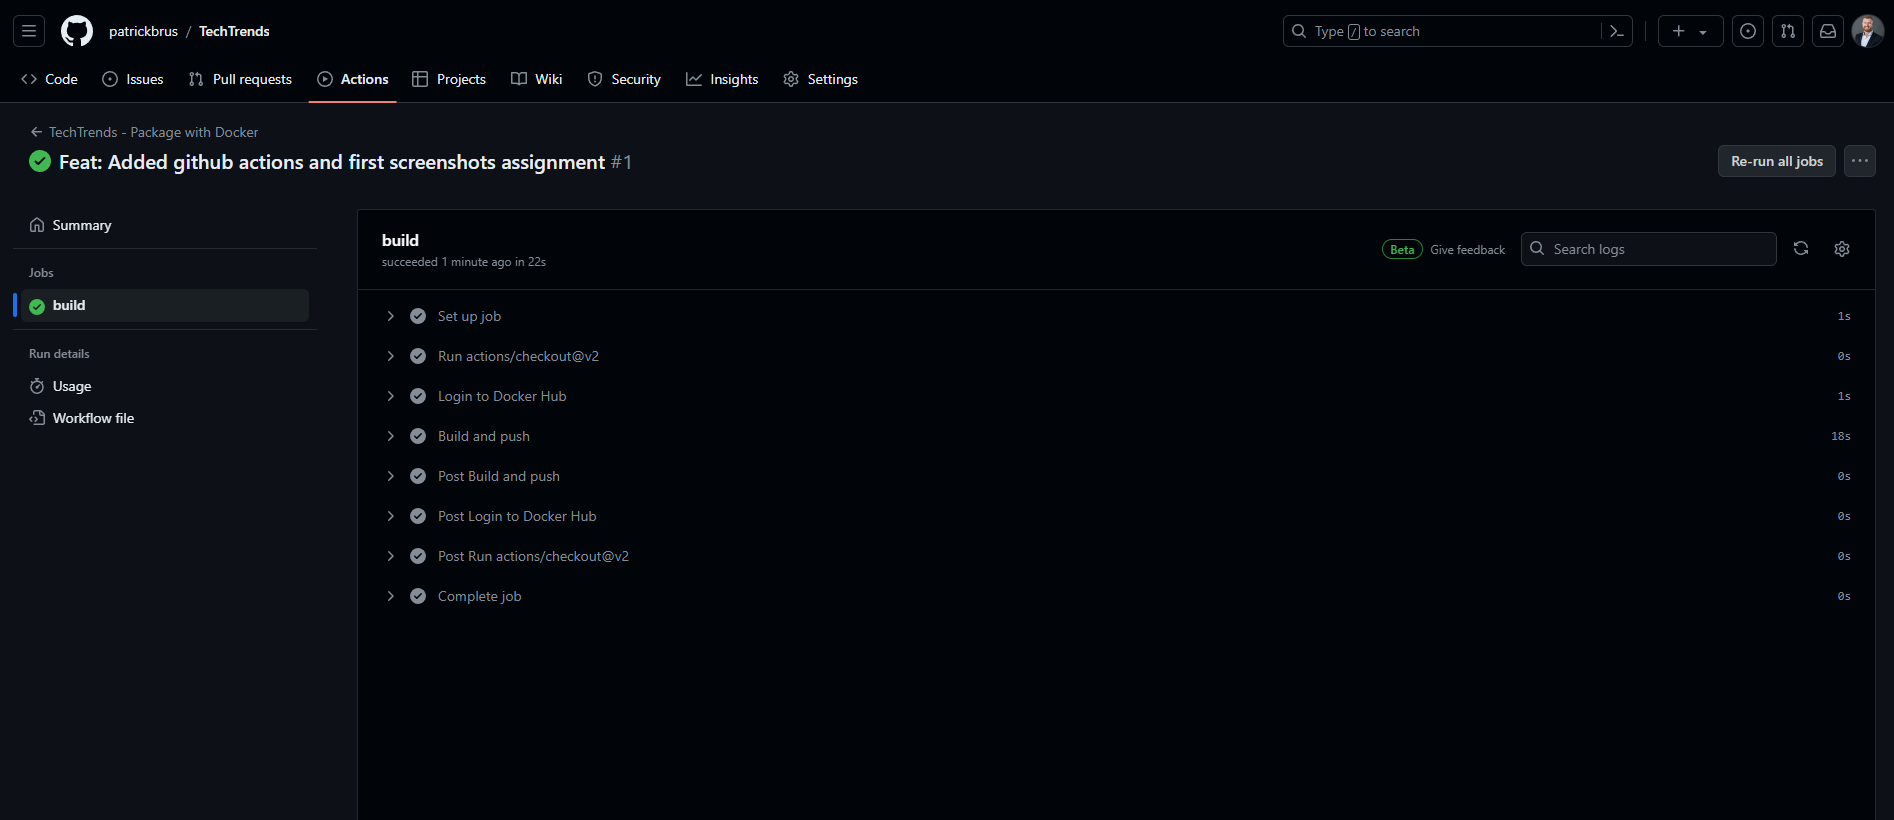 patrickbrus / TechTrends
Type / to search
Code
Issues
Pull requests
Actions
Projects
Wiki
Security
Insights
Settings
TechTrends - Package with Docker
Feat: Added github actions and first screenshots assignment #1
Re-run all jobs
Summary
Jobs
build
Run details
Usage
Workflow file
build
succeeded 1 minute ago in 22s
Beta Give feedback
Search logs
Set up job 1s
Run actions/checkout@v2 0s
Login to Docker Hub 1s
Build and push 18s
Post Build and push 0s
Post Login to Docker Hub 0s
Post Run actions/checkout@v2 0s
Complete job 0s